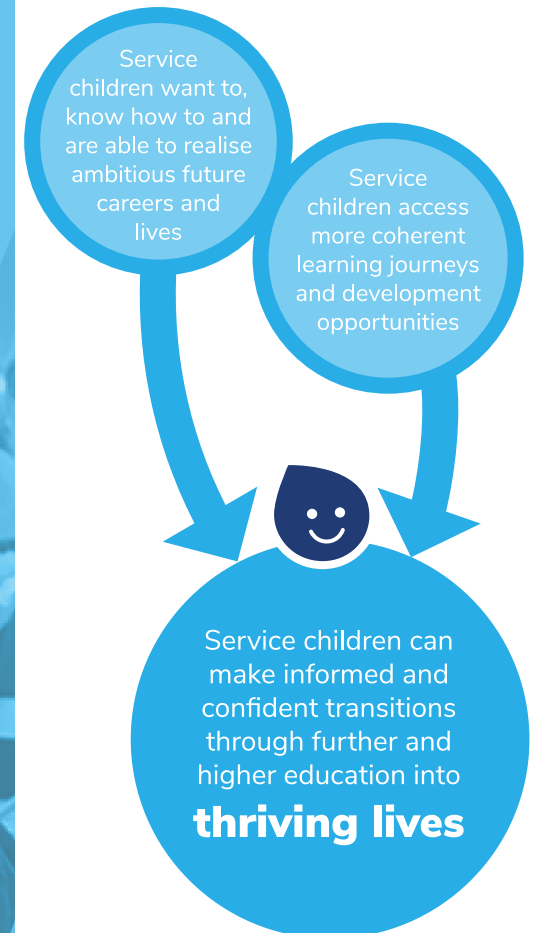 Service
children want to,
know how to and
are able to realise
ambitious future
careers and
lives
Service
children access
more coherent
learning journeys
and development
opportunities
Service children can
make informed and
confident transitions
through further and
higher education into
thriving lives